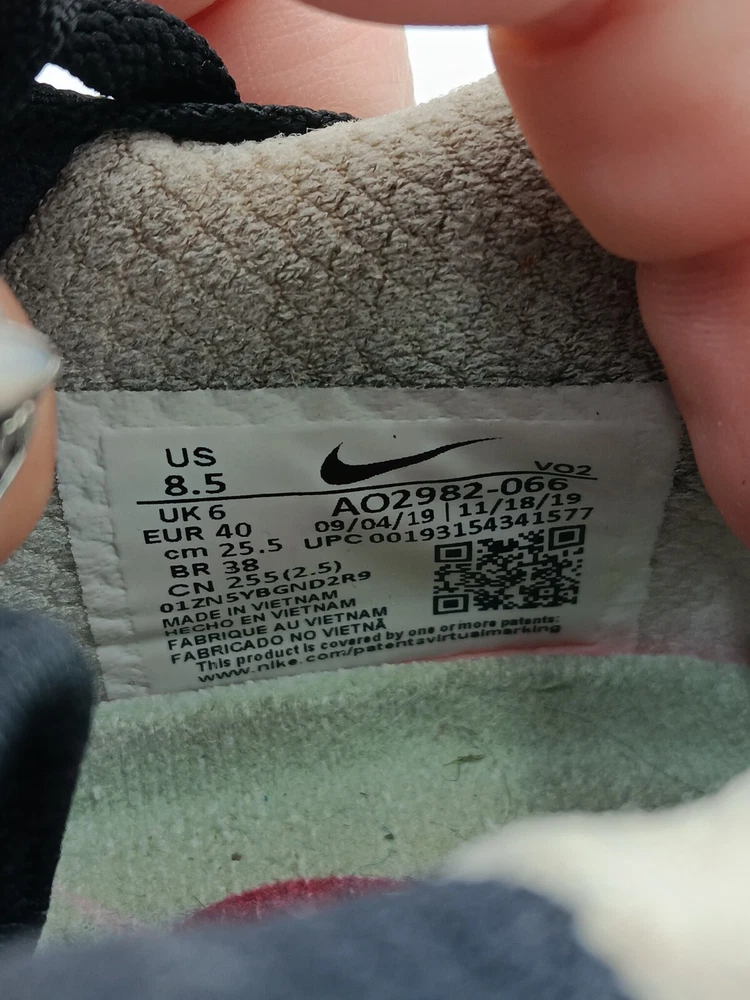 US
8.5
VO2
UK 6
AO2982-066
EUR 40
09/04/19 | 11/18/19
cm 25.5
UPC 00193154341577
BR 38
CN 255(2.5)
01ZN5YBGND2R9
MADE IN VIETNAM
HECHO EN VIETNAM
FABRIQUE AU VIETNAM
FABRICADO NO VIETNÃ
This product is covered by one or more patents:
www.nike.com/patentsvirtualmarking